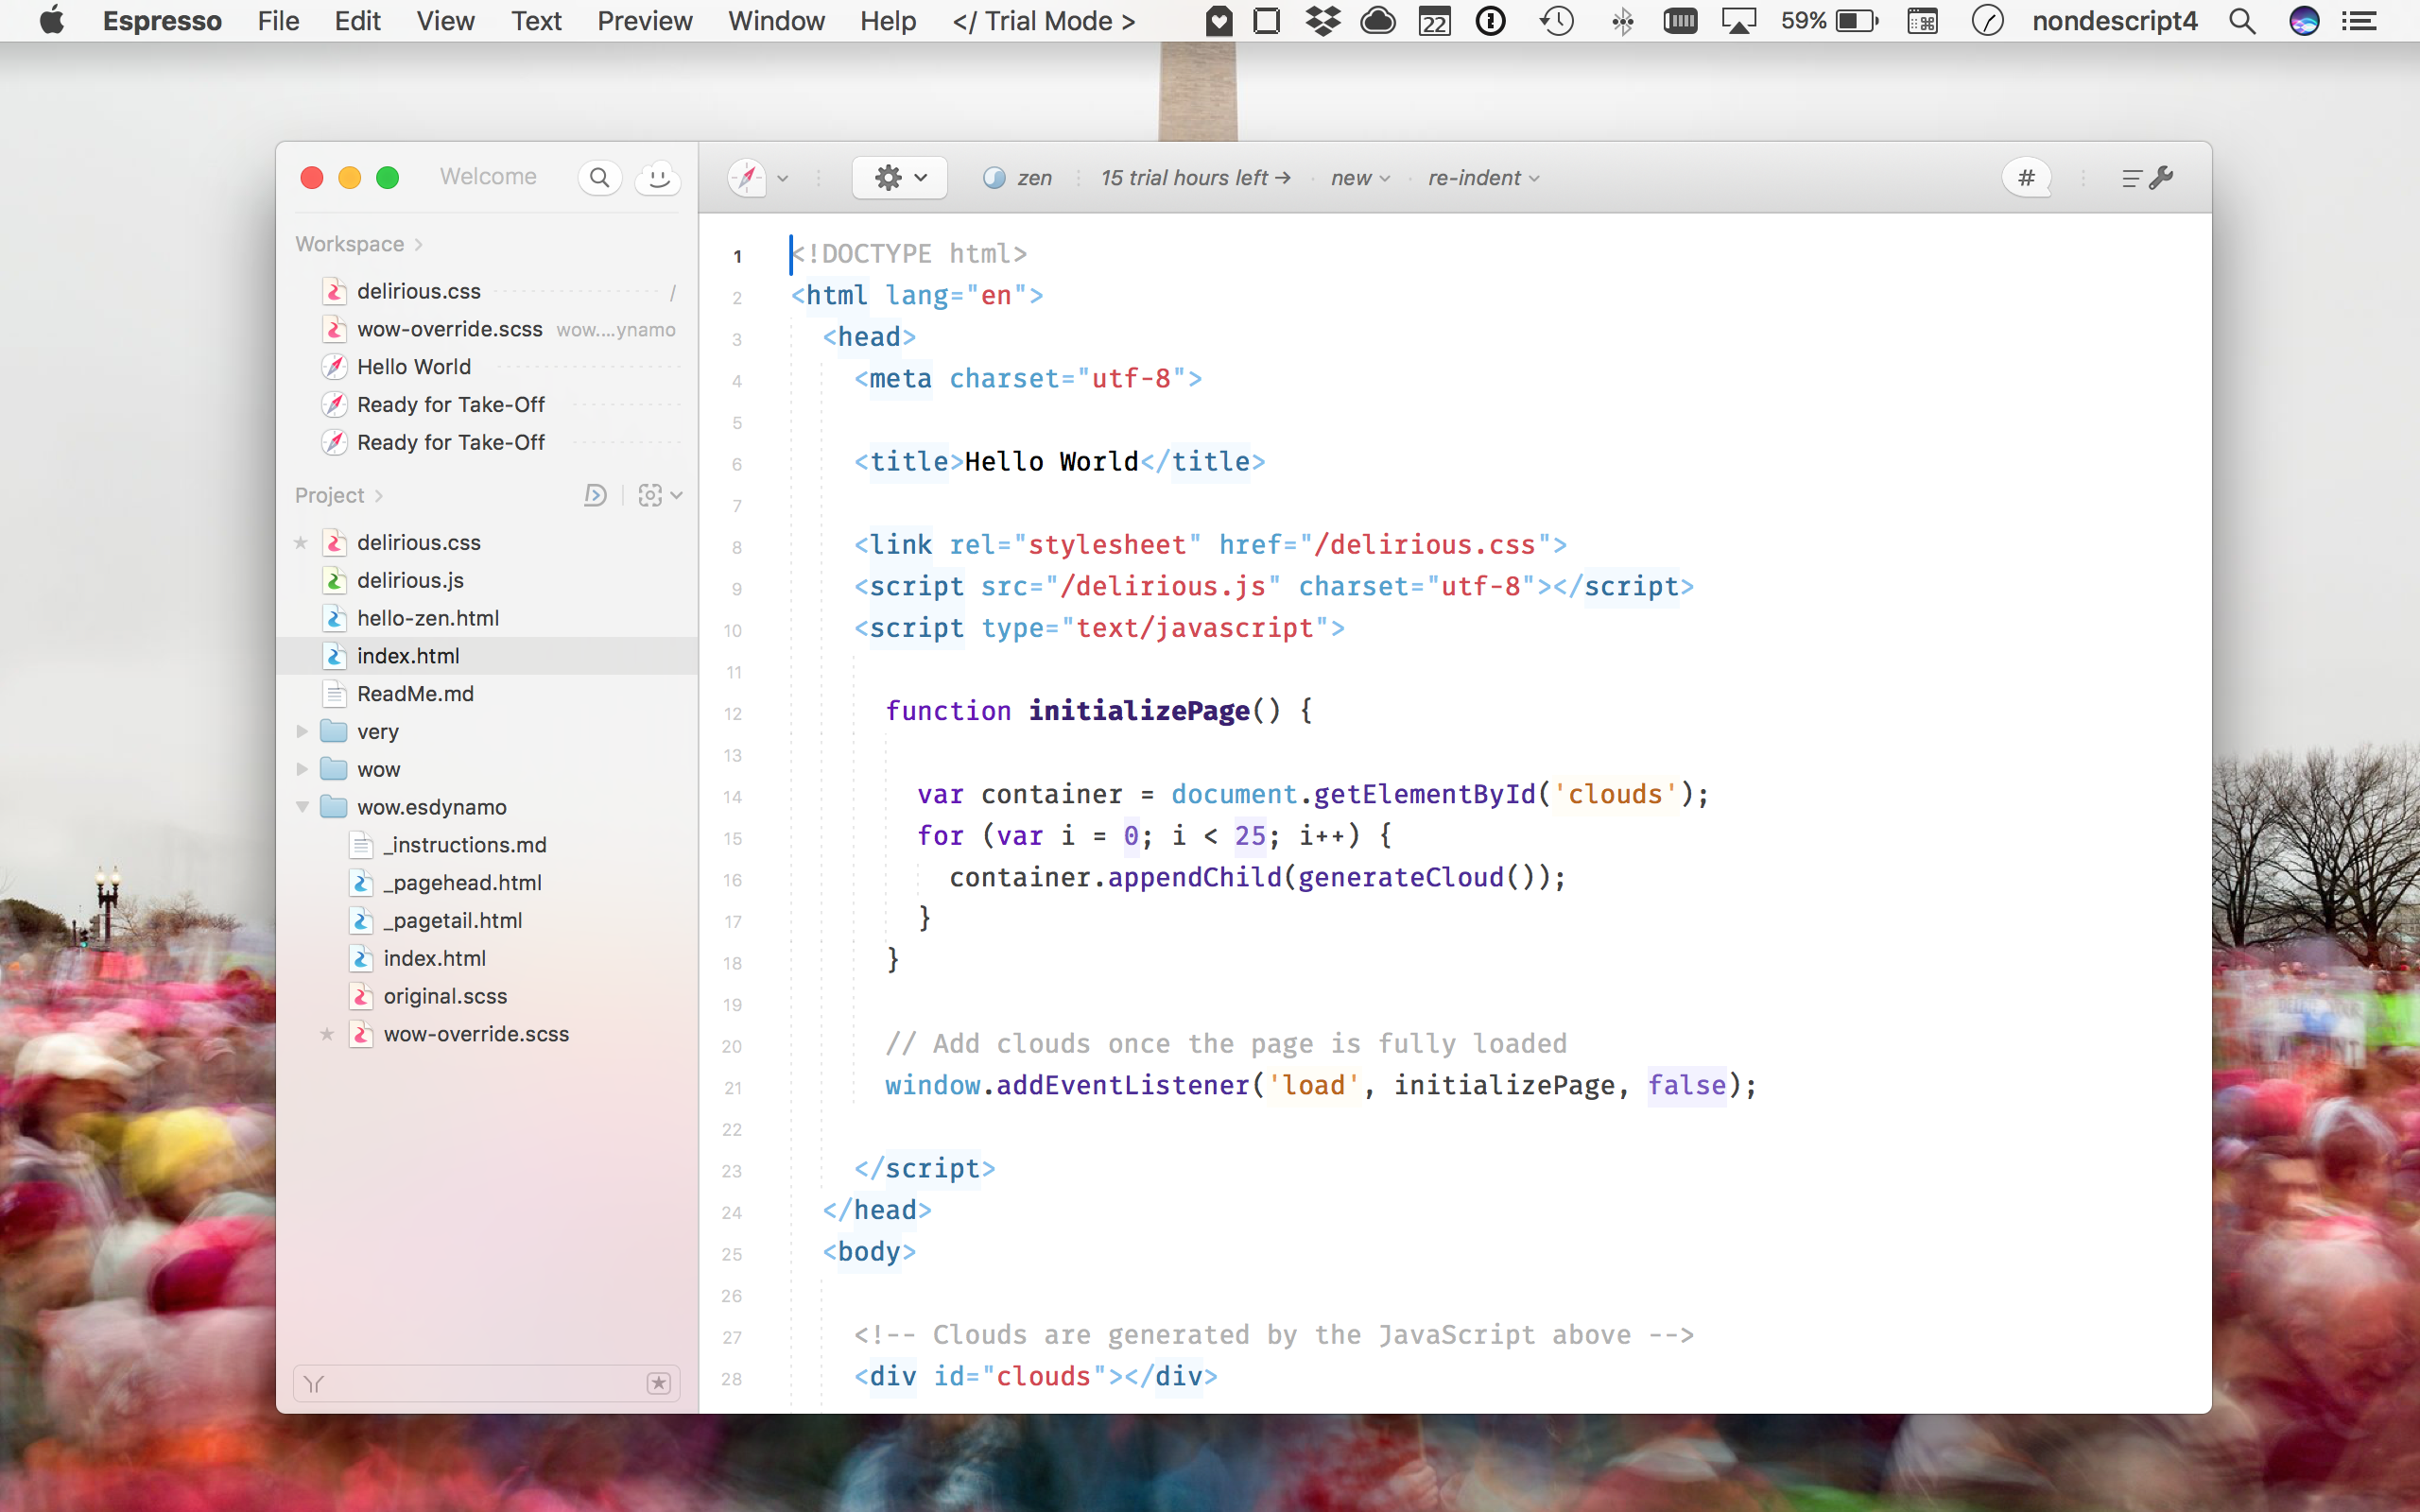 Espresso File Edit View Text Preview Window Help </ Trial Mode > 22 59% nondescript4
Welcome
zen 15 trial hours left → new re-indent #
Workspace
delirious.css /
wow-override.scss wow....ynamo
Hello World
Ready for Take-Off
Ready for Take-Off
Project
delirious.css
delirious.js
hello-zen.html
index.html
ReadMe.md
very
wow
wow.esdynamo
_instructions.md
_pagehead.html
_pagetail.html
index.html
original.scss
wow-override.scss
1 <!DOCTYPE html>
2 <html lang="en">
3 <head>
4 <meta charset="utf-8">
5
6 <title>Hello World</title>
7
8 <link rel="stylesheet" href="/delirious.css">
9 <script src="/delirious.js" charset="utf-8"></script>
10 <script type="text/javascript">
11
12 function initializePage() {
13
14 var container = document.getElementById('clouds');
15 for (var i = 0; i < 25; i++) {
16 container.appendChild(generateCloud());
17 }
18 }
19
20 // Add clouds once the page is fully loaded
21 window.addEventListener('load', initializePage, false);
22
23 </script>
24 </head>
25 <body>
26
27 <!-- Clouds are generated by the JavaScript above -->
28 <div id="clouds"></div>